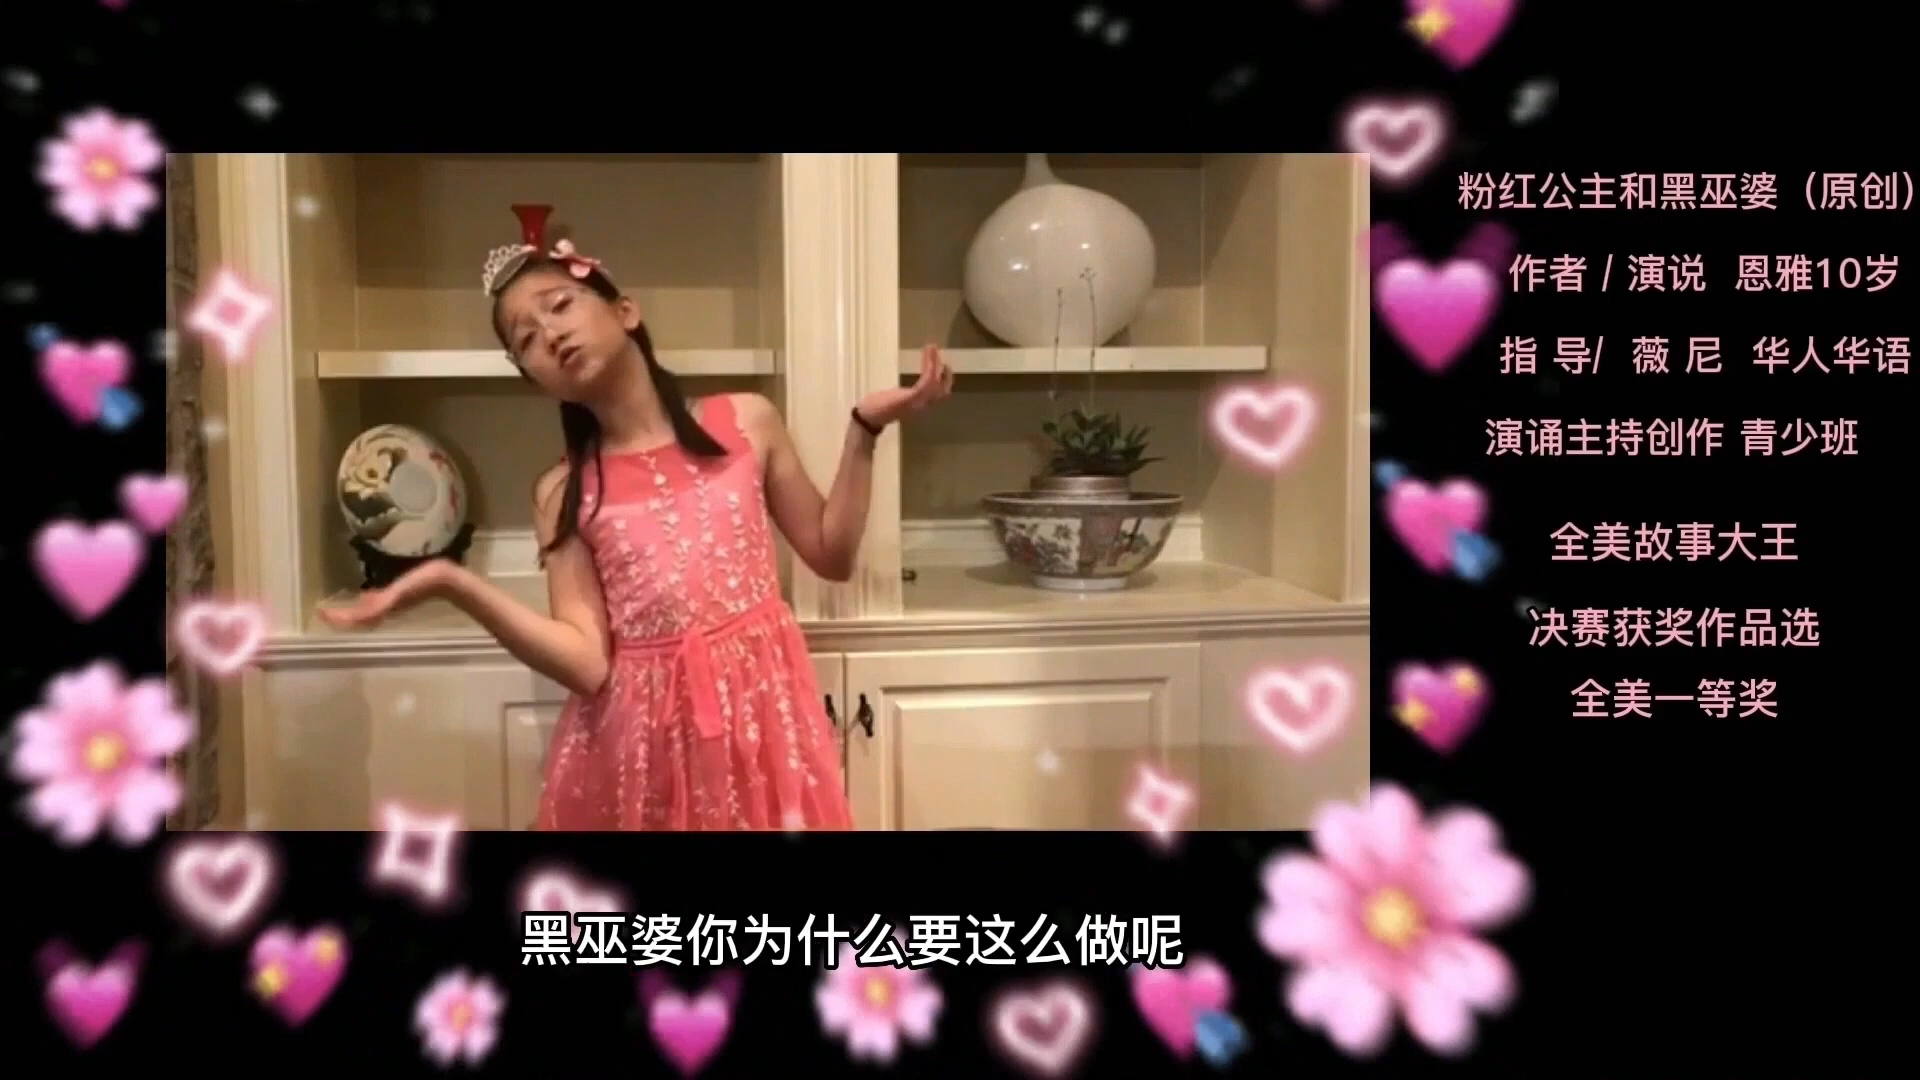 粉红公主和黑巫婆（原创）
作者 / 演说 恩雅10岁
指 导/ 薇 尼 华人华语
演诵主持创作 青少班
全美故事大王
决赛获奖作品选
全美一等奖
黑巫婆你为什么要这么做呢